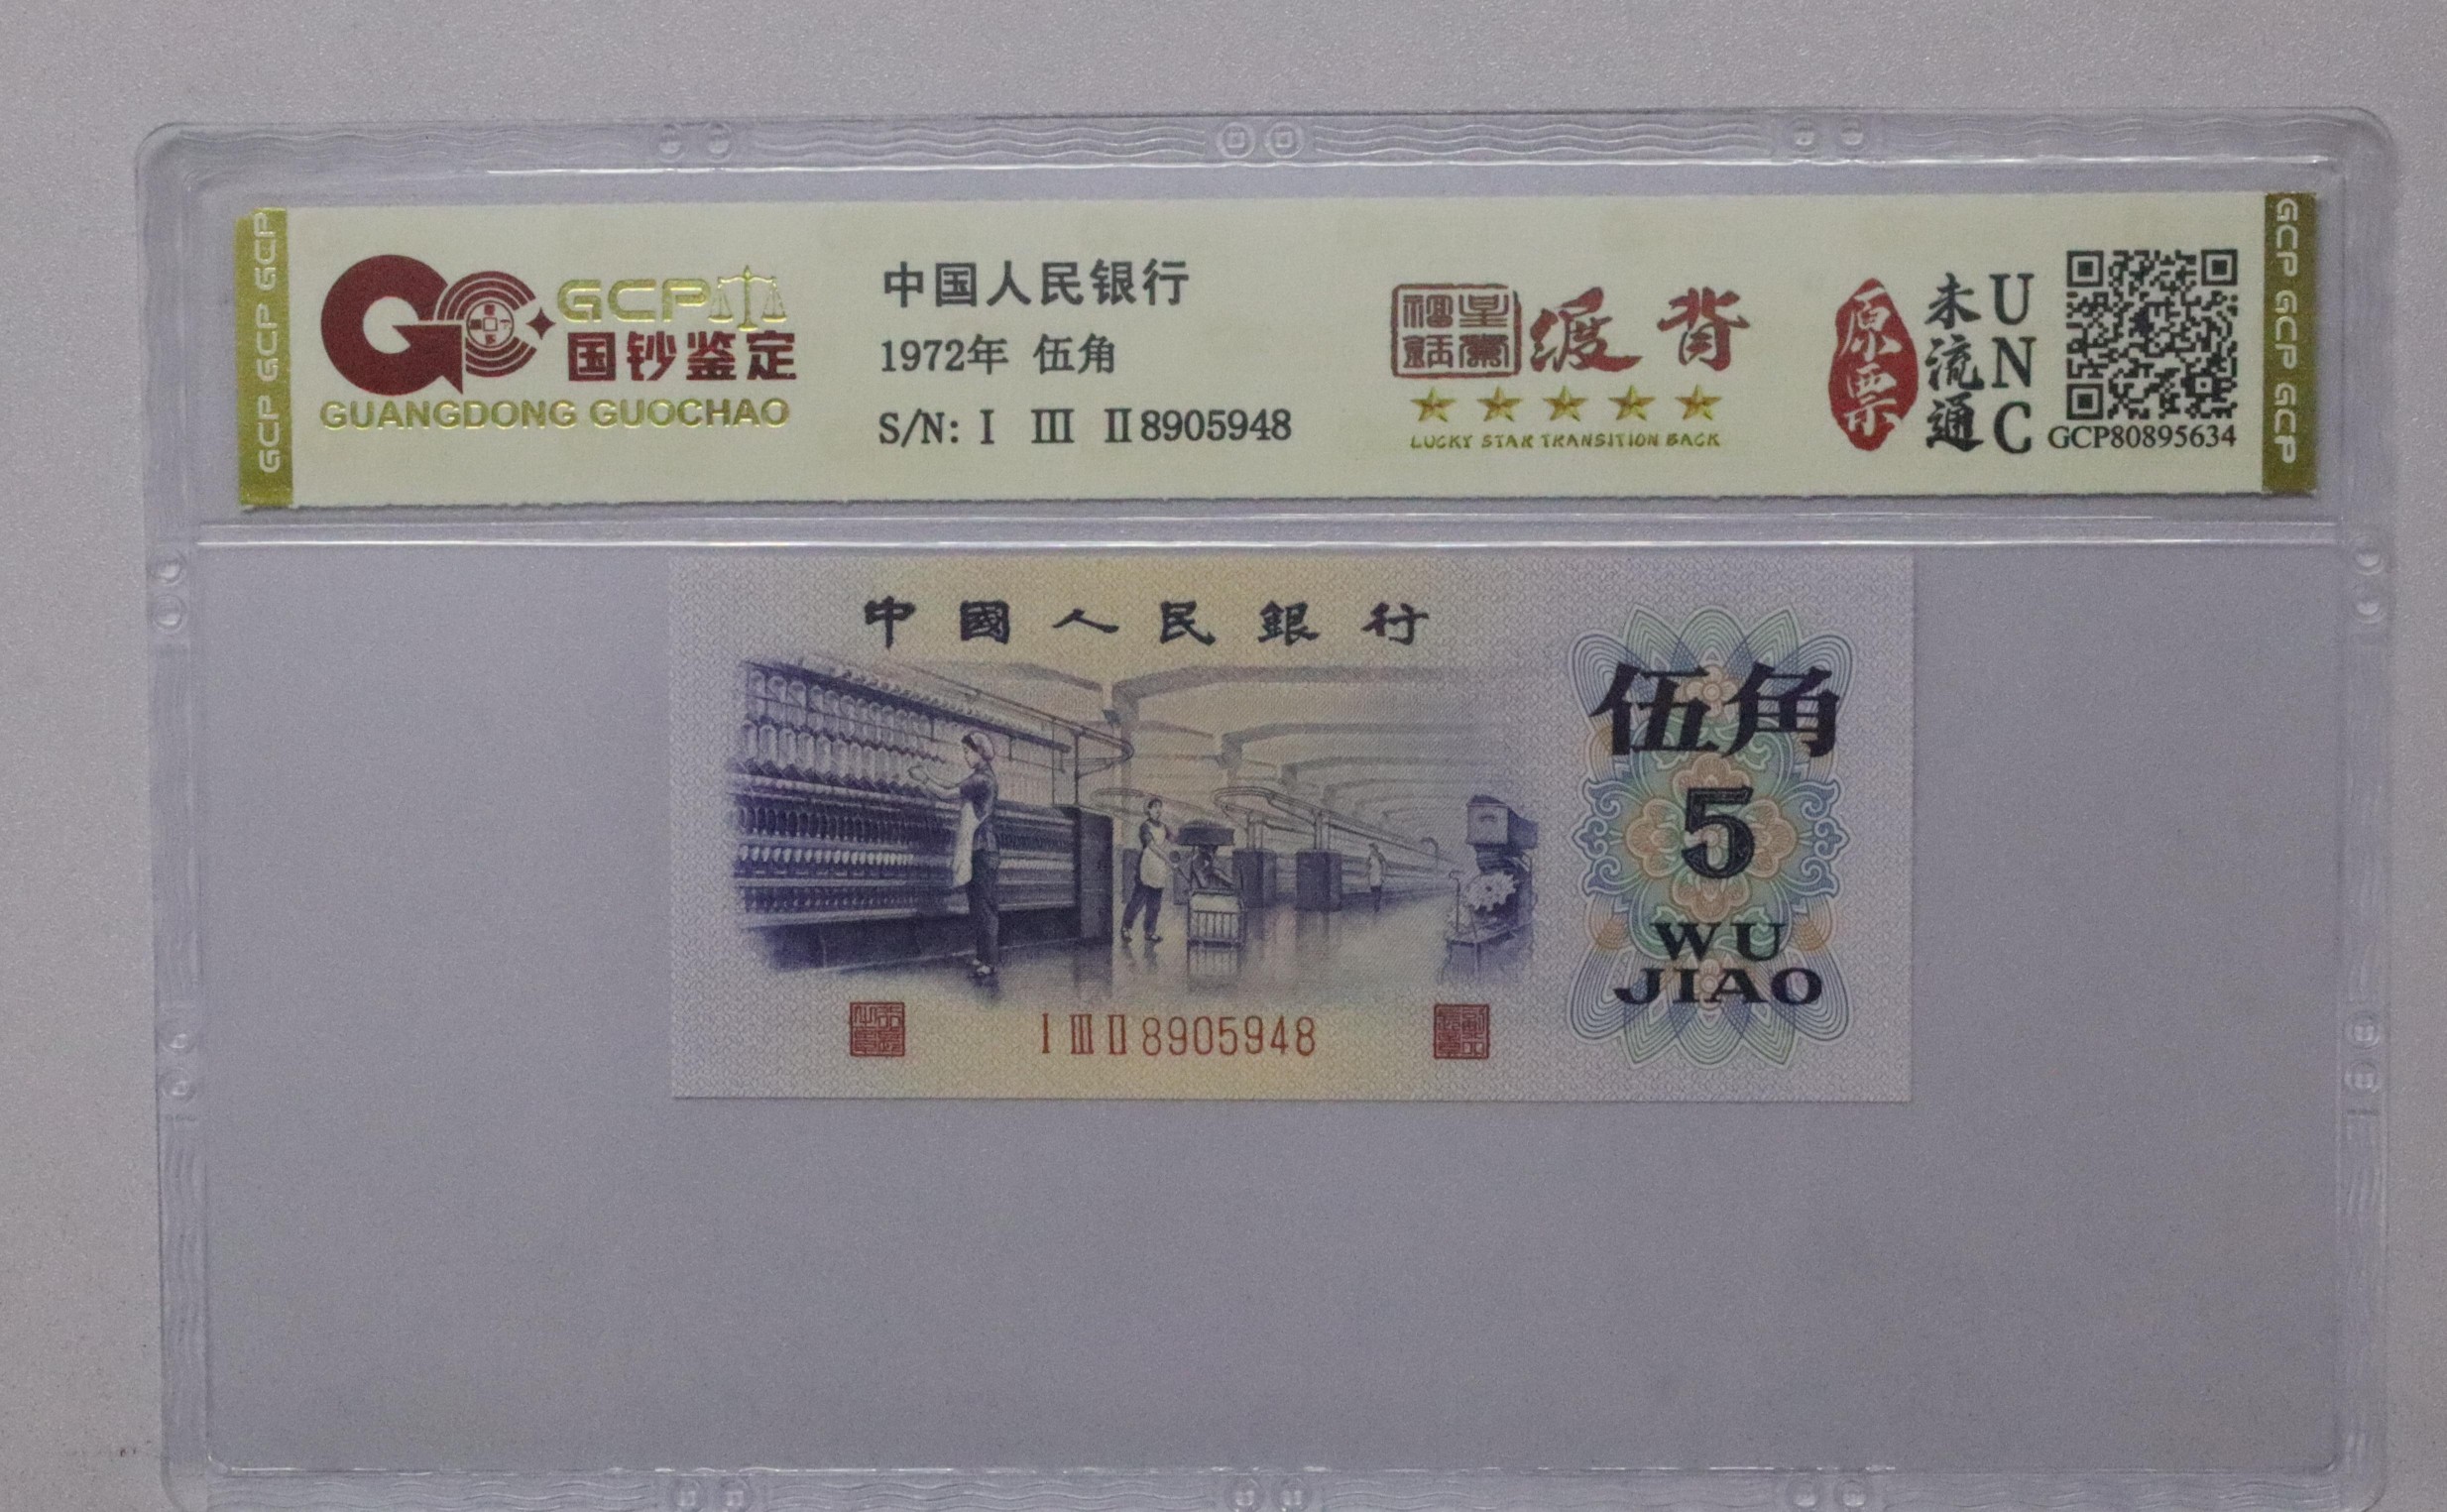 GCP GCP GCP
GCP
国钞鉴定
GUANGDONG GUOCHAO
中国人民银行
1972年 伍角
S/N: Ⅰ Ⅲ Ⅱ 8905948
背
LUCKY STAR TRANSITION BACK
原票
未流通
UNC
GCP80895634
GCP GCP GCP
中國人民銀行
伍角
5
WU
JIAO
Ⅰ Ⅲ Ⅱ 8905948